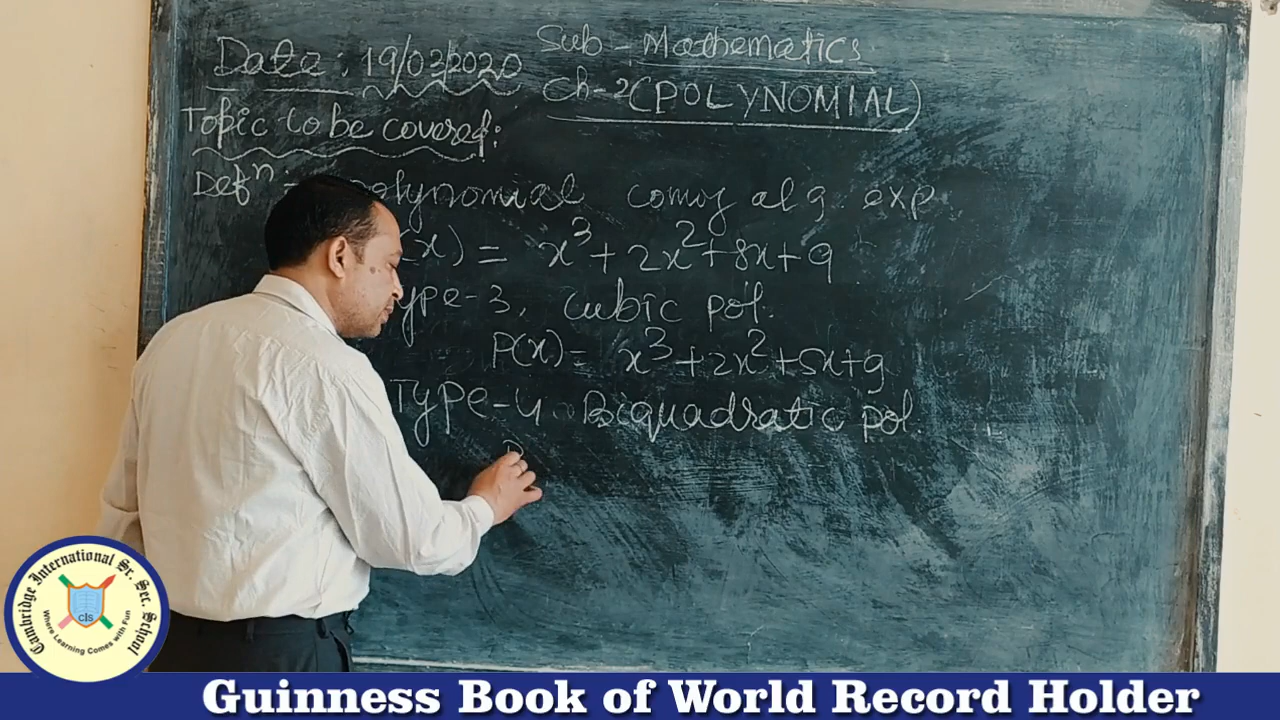 Date: 19/03/2020
Sub - Mathematics
Ch-2(POLYNOMIAL)
Topic to be covered:
Defⁿ - polynomial comog alg. exp.
(x) = x³ + 2x² + 8x + 9
ype-3. Cubic pol.
P(x) = x³ + 2x² + 5x + 9
Type-4. Biquadratic pol.
P
Cambridge International Sr. Sec. School
cis
Where Learning Comes with Fun
Guinness Book of World Record Holder